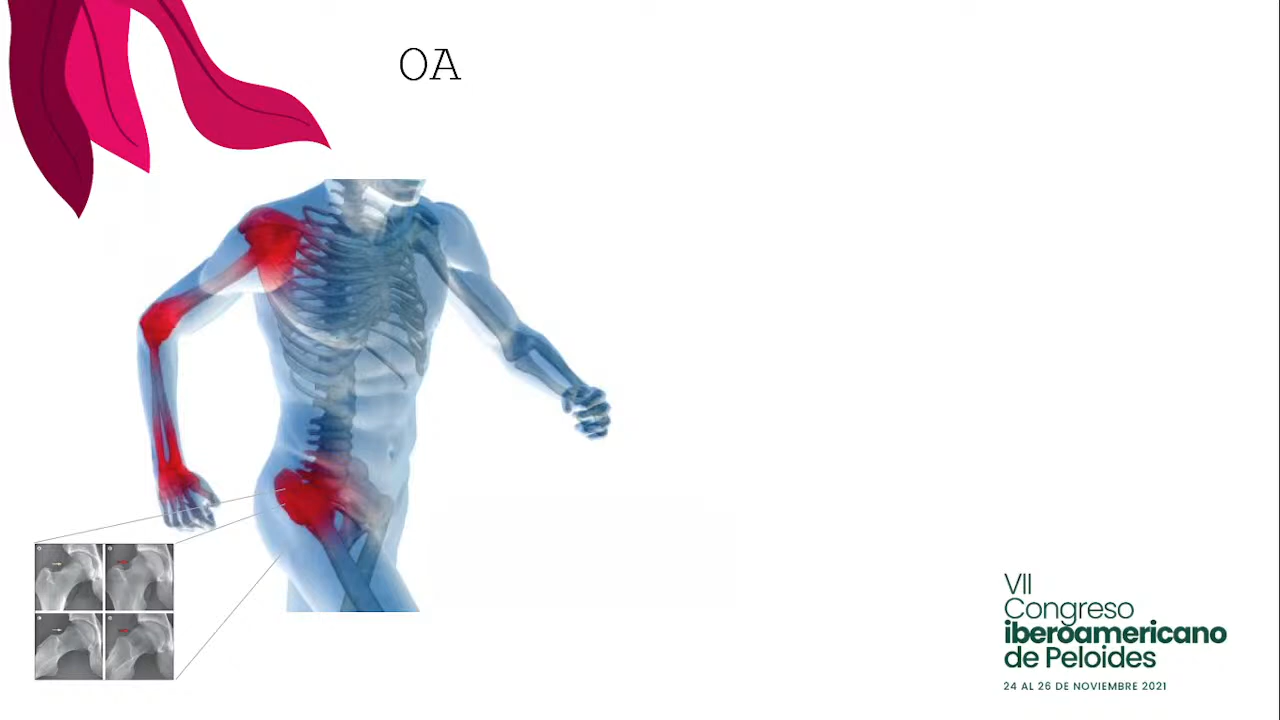 OA
VII
Congreso
iberoamericano
de Peloides
24 AL 26 DE NOVIEMBRE 2021